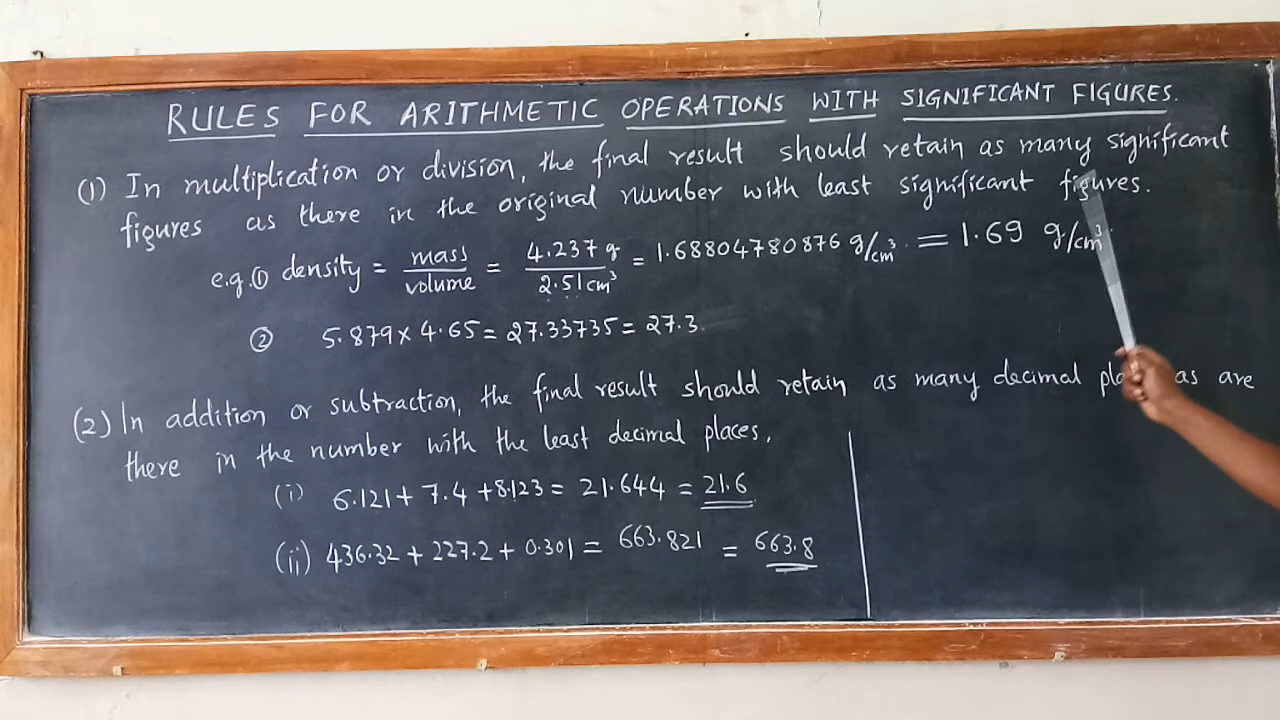 RULES FOR ARITHMETIC OPERATIONS WITH SIGNIFICANT FIGURES.
(1) In multiplication or division, the final result should retain as many significant
figures as there in the original number with least significant figures.
e.g. ① density = mass/volume = 4.237 g/2.51 cm³ = 1.68804780876 g/cm³. = 1.69 g/cm³.
② 5.879 × 4.65 = 27.33735 = 27.3.
(2) In addition or subtraction, the final result should retain as many decimal as are
there in the number with the least decimal places.
(i) 6.121 + 7.4 + 8.123 = 21.644 = 21.6
(ii) 436.32 + 227.2 + 0.301 = 663.821 = 663.8